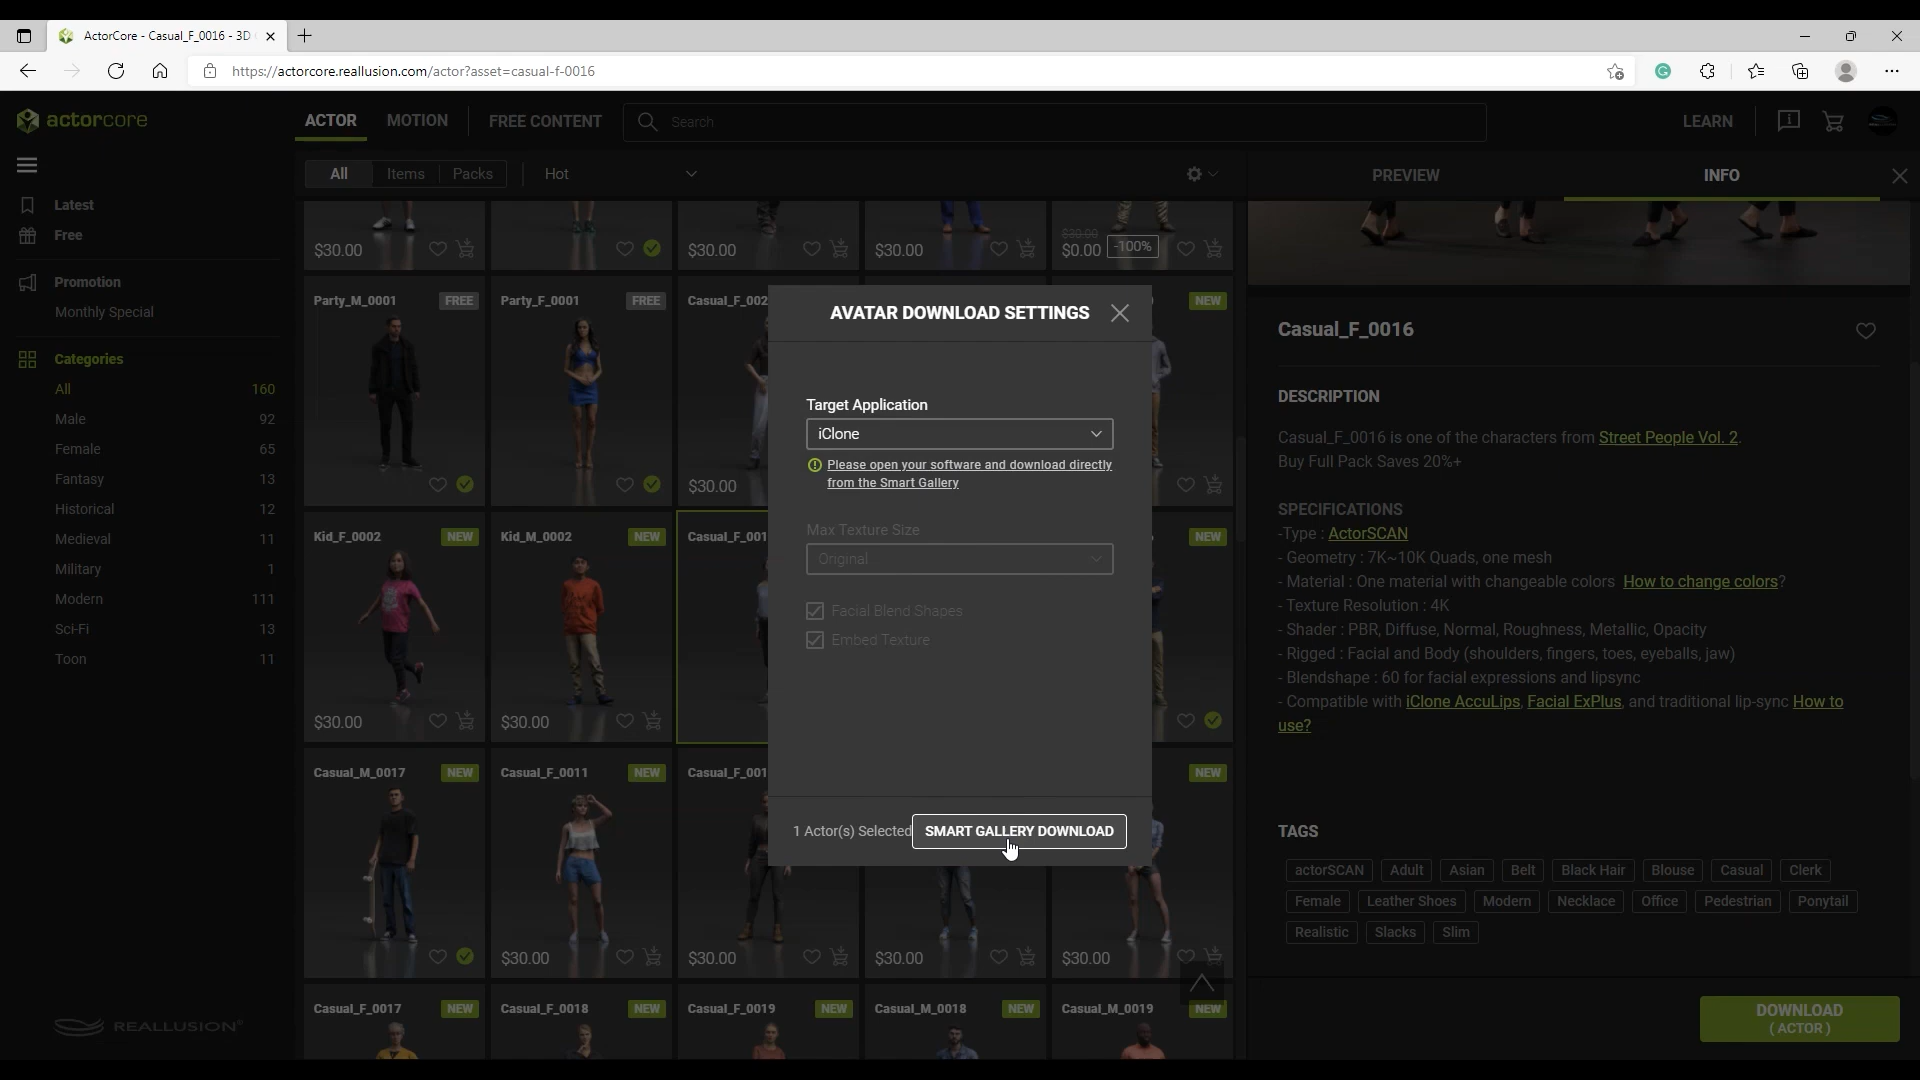 ActorCore - Casual_F_0016 - 3D
https://actorcore.reallusion.com/actor?asset=casual-f-0016
actorcore
ACTOR
MOTION
FREE CONTENT
Search
LEARN
Latest
Free
Promotion
Monthly Special
Categories
All 160
Male 92
Female 65
Fantasy 13
Historical 12
Medieval 11
Military 1
Modern 111
Sci-Fi 13
Toon 11
REALLUSION
All
Items
Packs
Hot
$30.00
$30.00
$30.00
$30.00
$0.00 -100%
Party_M_0001 FREE
Party_F_0001 FREE
Casual_F_002
NEW
$30.00
Kid_F_0002 NEW
Kid_M_0002 NEW
Casual_F_001
NEW
$30.00
$30.00
Casual_M_0017 NEW
Casual_F_0011 NEW
Casual_F_001
NEW
$30.00
$30.00
$30.00
$30.00
Casual_F_0017 NEW
Casual_F_0018 NEW
Casual_F_0019 NEW
Casual_M_0018 NEW
Casual_M_0019 NEW
AVATAR DOWNLOAD SETTINGS
Target Application
iClone
Please open your software and download directly
from the Smart Gallery
Max Texture Size
Original
Facial Blend Shapes
Embed Texture
1 Actor(s) Selected
SMART GALLERY DOWNLOAD
PREVIEW
INFO
Casual_F_0016
DESCRIPTION
Casual_F_0016 is one of the characters from Street People Vol. 2.
Buy Full Pack Saves 20%+
SPECIFICATIONS
-Type : ActorSCAN
- Geometry : 7K~10K Quads, one mesh
- Material : One material with changeable colors How to change colors?
- Texture Resolution : 4K
- Shader : PBR, Diffuse, Normal, Roughness, Metallic, Opacity
- Rigged : Facial and Body (shoulders, fingers, toes, eyeballs, jaw)
- Blendshape : 60 for facial expressions and lipsync
- Compatible with iClone AccuLips, Facial ExPlus, and traditional lip-sync How to
use?
TAGS
actorSCAN Adult Asian Belt Black Hair Blouse Casual Clerk
Female Leather Shoes Modern Necklace Office Pedestrian Ponytail
Realistic Slacks Slim
DOWNLOAD
( ACTOR )